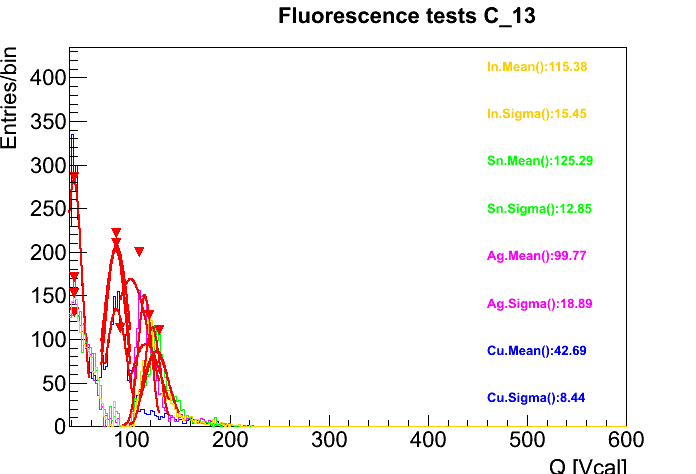 Fluorescence tests C_13
Entries/bin
400
350
300
250
200
150
100
50
0
100
200
300
400
500
600
Q [Vcal]
In.Mean():115.38
In.Sigma():15.45
Sn.Mean():125.29
Sn.Sigma():12.85
Ag.Mean():99.77
Ag.Sigma():18.89
Cu.Mean():42.69
Cu.Sigma():8.44